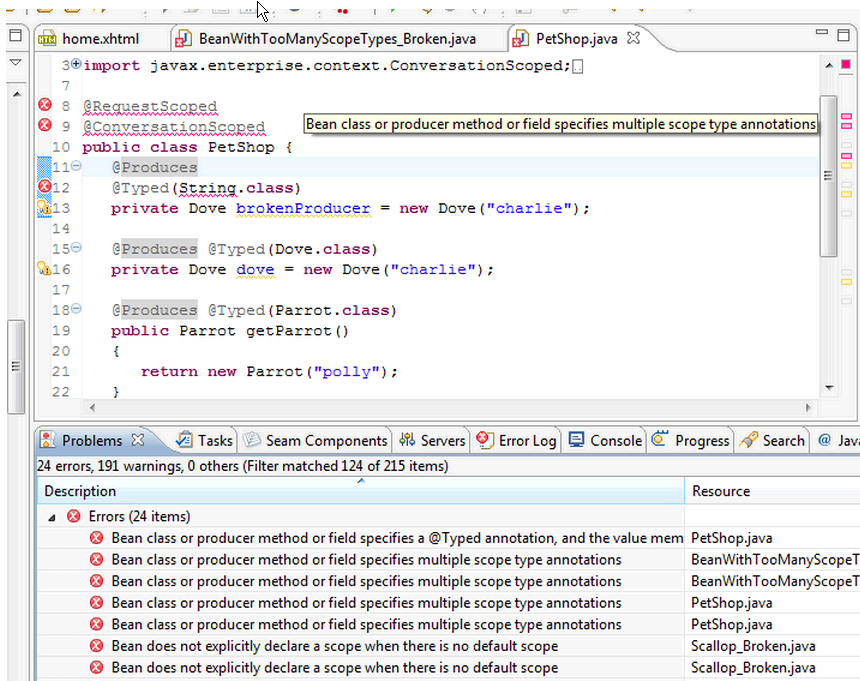 home.xhtml BeanWithTooManyScopeTypes_Broken.java PetShop.java
3 import javax.enterprise.context.ConversationScoped;
7
8 @RequestScoped
9 @ConversationScoped
Bean class or producer method or field specifies multiple scope type annotations
10 public class PetShop {
11 @Produces
12 @Typed(String.class)
13 private Dove brokenProducer = new Dove("charlie");
14
15 @Produces @Typed(Dove.class)
16 private Dove dove = new Dove("charlie");
17
18 @Produces @Typed(Parrot.class)
19 public Parrot getParrot()
20 {
21 return new Parrot("polly");
22 }
Problems Tasks Seam Components Servers Error Log Console Progress Search @ Java
24 errors, 191 warnings, 0 others (Filter matched 124 of 215 items)
Description Resource
Errors (24 items)
Bean class or producer method or field specifies a @Typed annotation, and the value mem PetShop.java
Bean class or producer method or field specifies multiple scope type annotations BeanWithTooManyScopeT
Bean class or producer method or field specifies multiple scope type annotations BeanWithTooManyScopeT
Bean class or producer method or field specifies multiple scope type annotations PetShop.java
Bean class or producer method or field specifies multiple scope type annotations PetShop.java
Bean does not explicitly declare a scope when there is no default scope Scallop_Broken.java
Bean does not explicitly declare a scope when there is no default scope Scallop_Broken.java